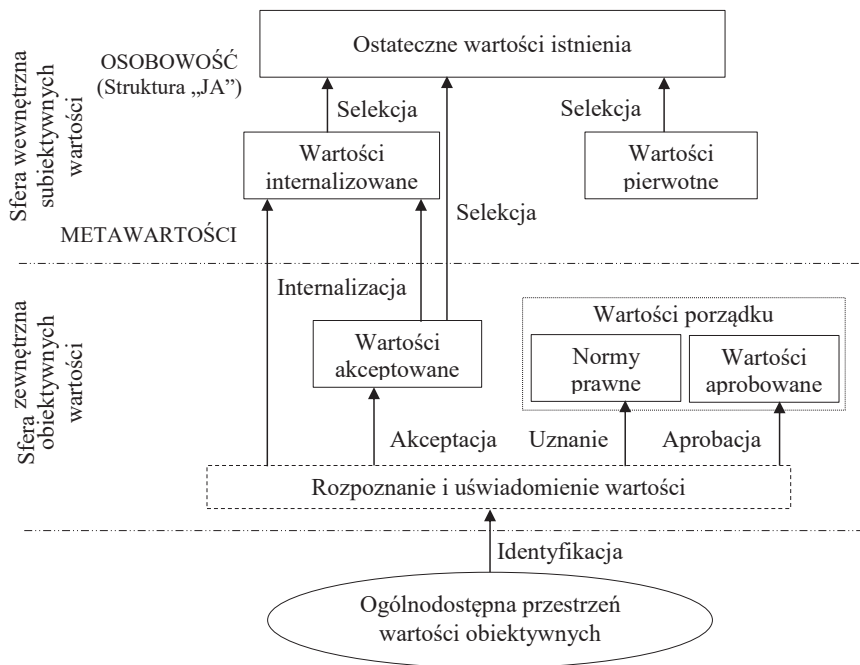 Ostateczne wartości istnienia
OSOBOWOŚĆ
(Struktura „JA”)
Sfera wewnętrzna
subiektywnych
wartości
Selekcja
Selekcja
Wartości
internalizowane
Wartości
pierwotne
Selekcja
METAWARTOŚCI
Internalizacja
Sfera zewnętrzna
obiektywnych
wartości
Wartości porządku
Wartości
akceptowane
Normy
prawne
Wartości
aprobowane
Akceptacja
Uznanie
Aprobacja
Rozpoznanie i uświadomienie wartości
Identyfikacja
Ogólnodostępna przestrzeń
wartości obiektywnych